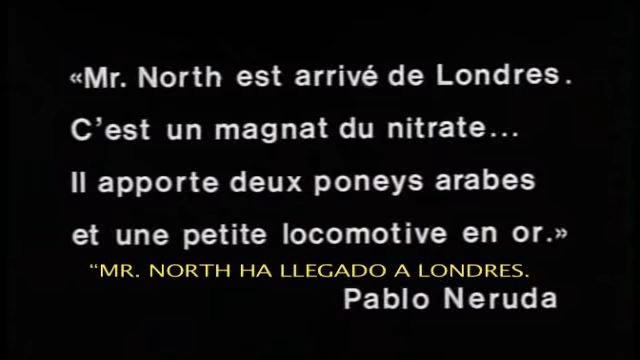 «Mr. North est arrivé de Londres.
C'est un magnat du nitrate...
Il apporte deux poneys arabes
et une petite locomotive en or.»
“MR. NORTH HA LLEGADO A LONDRES.
Pablo Neruda